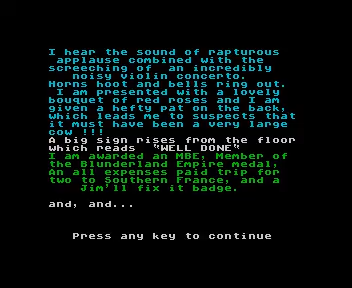 I hear the sound of rapturous
applause combined with the
screeching of an incredibly
noisy violin concerto.
Horns hoot and bells ring out.
I am presented with a lovely
bouquet of red roses and I am
given a hefty pat on the back,
which leads me to suspects that
it must have been a very large
cow !!!
A big sign rises from the floor
which reads "WELL DONE"
I am awarded an MBE, Member of
the Blunderland Empire medal,
An all expenses paid trip for
two to Southern France, and a
Jim'll fix it badge.
and, and...
Press any key to continue